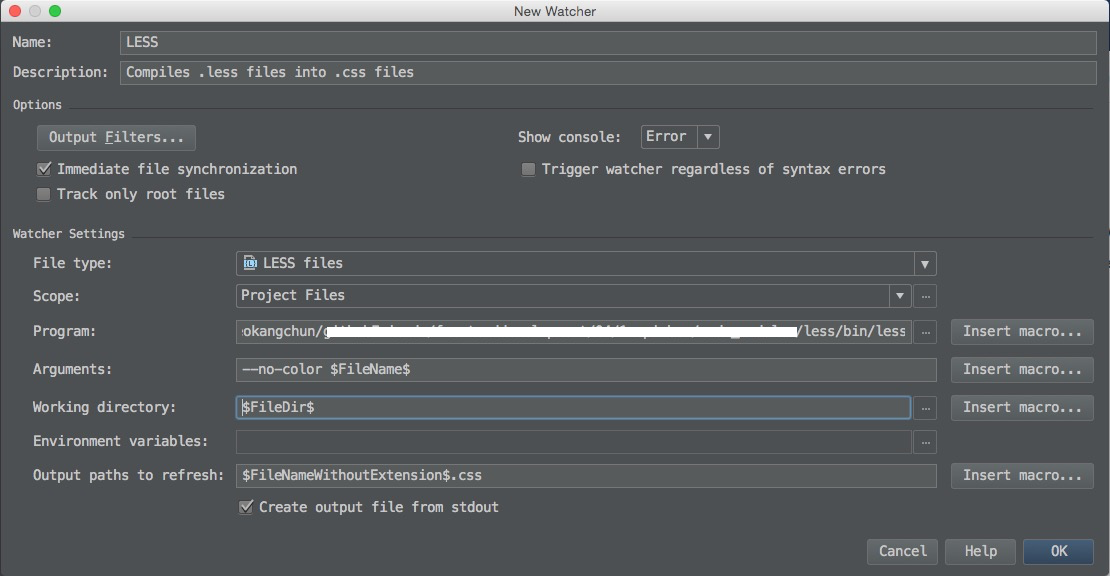 New Watcher
Name: LESS
Description: Compiles .less files into .css files
Options
Output Filters... Show console: Error
Immediate file synchronization Trigger watcher regardless of syntax errors
Track only root files
Watcher Settings
File type: LESS files
Scope: Project Files ...
Program: okangchun/ /less/bin/less ... Insert macro...
Arguments: --no-color $FileName$ Insert macro...
Working directory: $FileDir$ ... Insert macro...
Environment variables: ...
Output paths to refresh: $FileNameWithoutExtension$.css Insert macro...
Create output file from stdout
Cancel Help OK